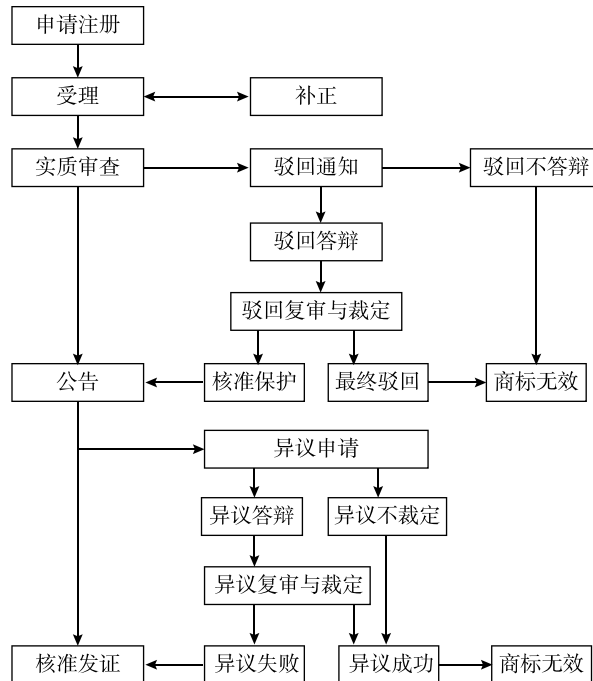 申请注册
受理
补正
实质审查
驳回通知
驳回不答辩
驳回答辩
驳回复审与裁定
公告
核准保护
最终驳回
商标无效
异议申请
异议答辩
异议不裁定
异议复审与裁定
核准发证
异议失败
异议成功
商标无效